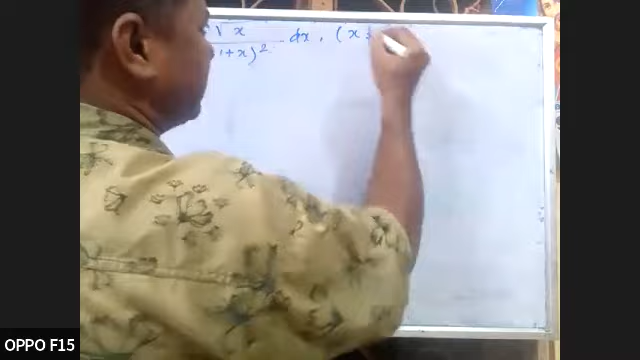 √x dx, (x >
1+x)²
OPPO F15